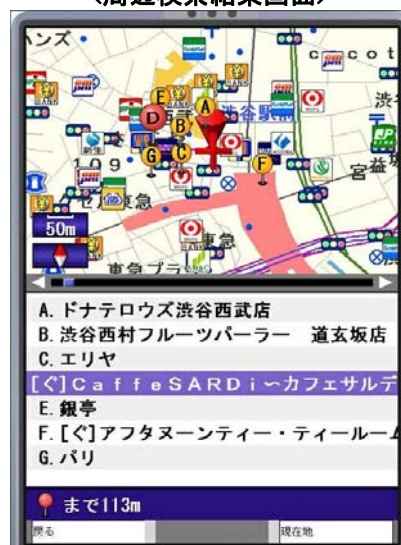 〈周辺検索結果画面〉
ンズ
c o t
E
A
D
B
G
C
F
渋谷駅前
109
東急
宮益
50m
東急
東急プラ
A. ドナテロウズ渋谷西武店
B. 渋谷西村フルーツパーラー 道玄坂店
C. エリヤ
[ぐ]CaffeSARDi〜カフェサルデ
E. 銀亭
F. [ぐ]アフタヌーンティー・ティールーム
G. パリ
まで113m
戻る 現在地